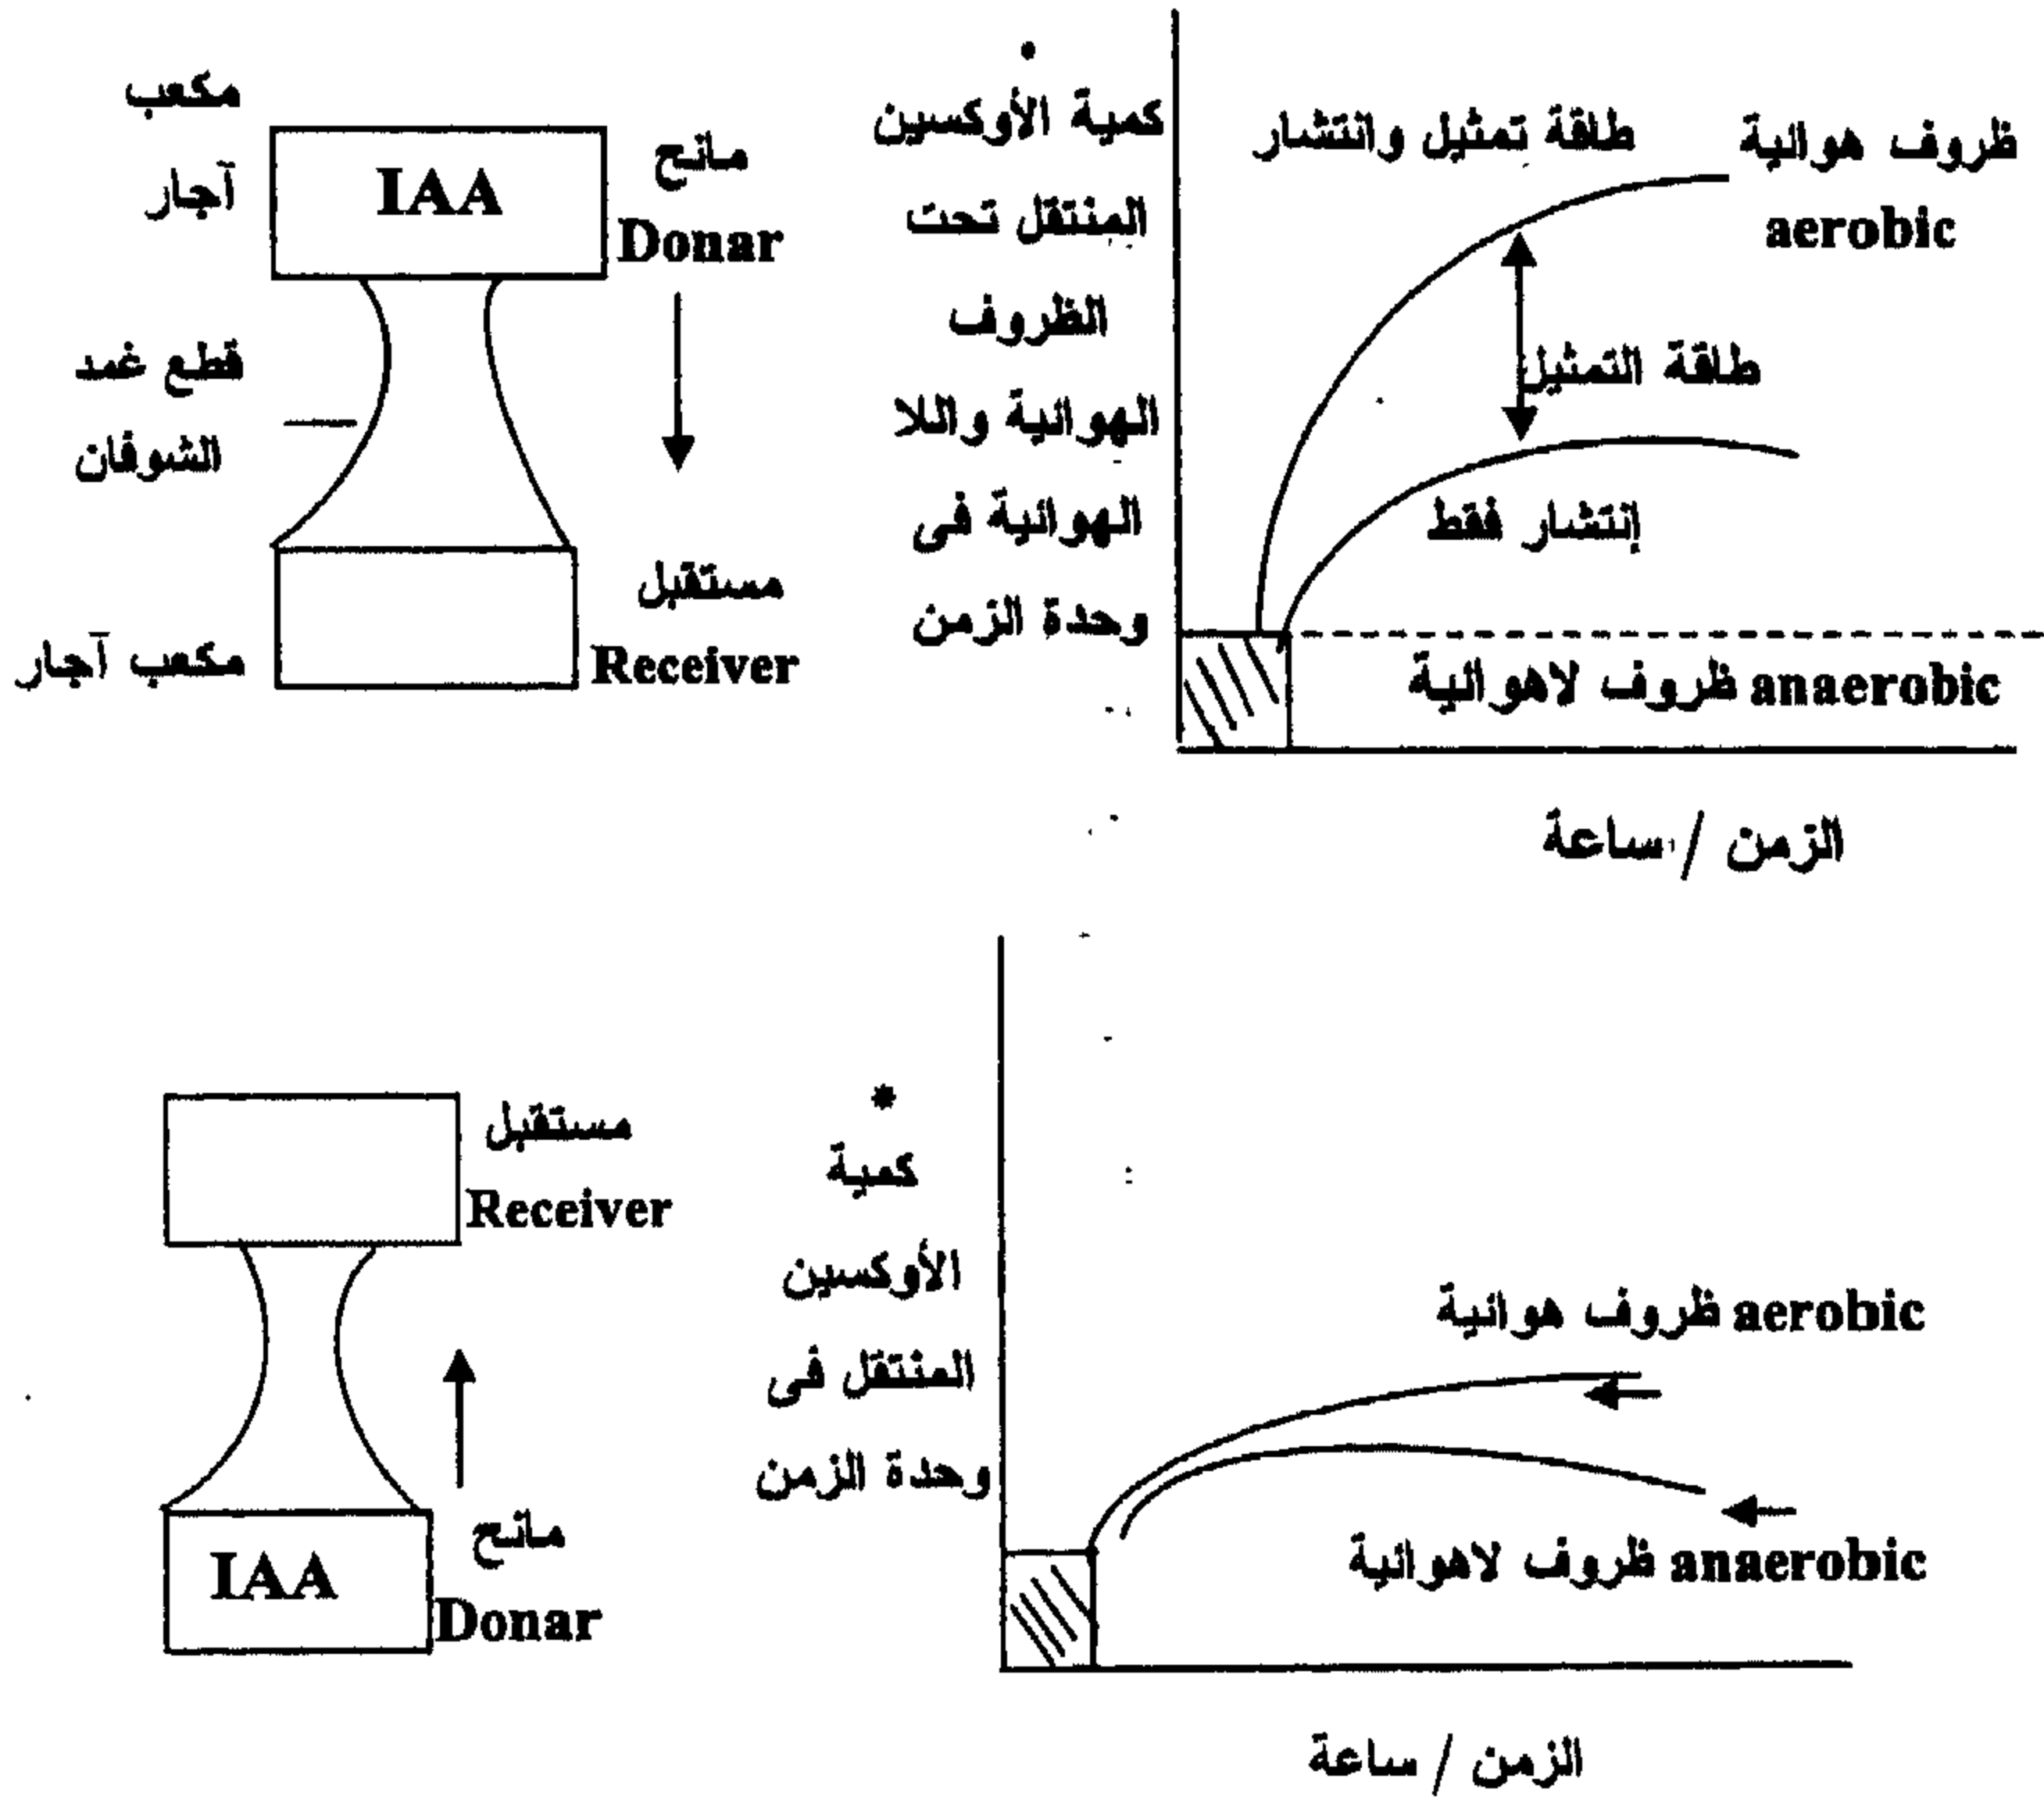 مكعب
آجار
IAA
مانح
Donar
قطع غمد
الشوفان
مستقبل
Receiver
مكعب آجار
كمية الأوكسين
المنتقل تحت
الظروف
الهوائية واللا
الهوائية فى
وحدة الزمن
طاقة تمثيل وانتشار
ظروف هوائية
aerobic
طاقة التمثيل
إنتشار فقط
ظروف لاهوائية anaerobic
الزمن / ساعة
مستقبل
Receiver
مانح
IAA
Donar
*
كمية
الأوكسين
المنتقل فى
وحدة الزمن
ظروف هوائية aerobic
ظروف لاهوائية anaerobic
الزمن / ساعة